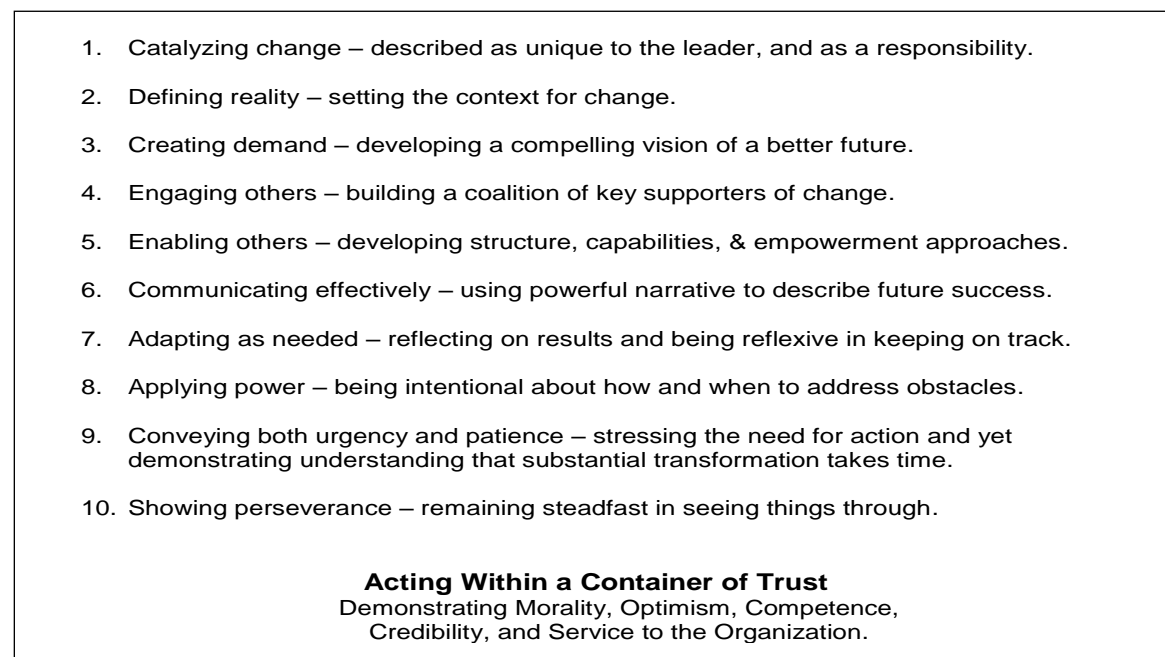 1. Catalyzing change – described as unique to the leader, and as a responsibility.
2. Defining reality – setting the context for change.
3. Creating demand – developing a compelling vision of a better future.
4. Engaging others – building a coalition of key supporters of change.
5. Enabling others – developing structure, capabilities, & empowerment approaches.
6. Communicating effectively – using powerful narrative to describe future success.
7. Adapting as needed – reflecting on results and being reflexive in keeping on track.
8. Applying power – being intentional about how and when to address obstacles.
9. Conveying both urgency and patience – stressing the need for action and yet
demonstrating understanding that substantial transformation takes time.
10. Showing perseverance – remaining steadfast in seeing things through.
Acting Within a Container of Trust
Demonstrating Morality, Optimism, Competence,
Credibility, and Service to the Organization.